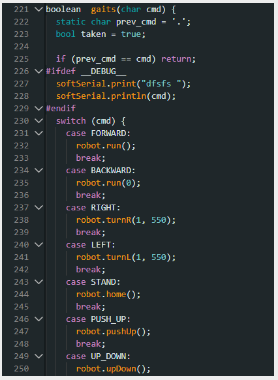 221 boolean gaits(char cmd) {
222 static char prev_cmd = '.';
223 bool taken = true;
224
225 if (prev_cmd == cmd) return;
226 #ifdef __DEBUG__
227 softSerial.print("dfsfs ");
228 softSerial.println(cmd);
229 #endif
230 switch (cmd) {
231 case FORWARD:
232 robot.run();
233 break;
234 case BACKWARD:
235 robot.run(0);
236 break;
237 case RIGHT:
238 robot.turnR(1, 550);
239 break;
240 case LEFT:
241 robot.turnL(1, 550);
242 break;
243 case STAND:
244 robot.home();
245 break;
246 case PUSH_UP:
247 robot.pushUp();
248 break;
249 case UP_DOWN:
250 robot.upDown();